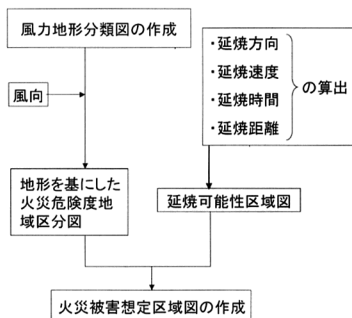 風力地形分類図の作成
風向
・延焼方向
・延焼速度
・延焼時間
・延焼距離
の算出
地形を基にした
火災危険度地
域区分図
延焼可能性区域図
火災被害想定区域図の作成